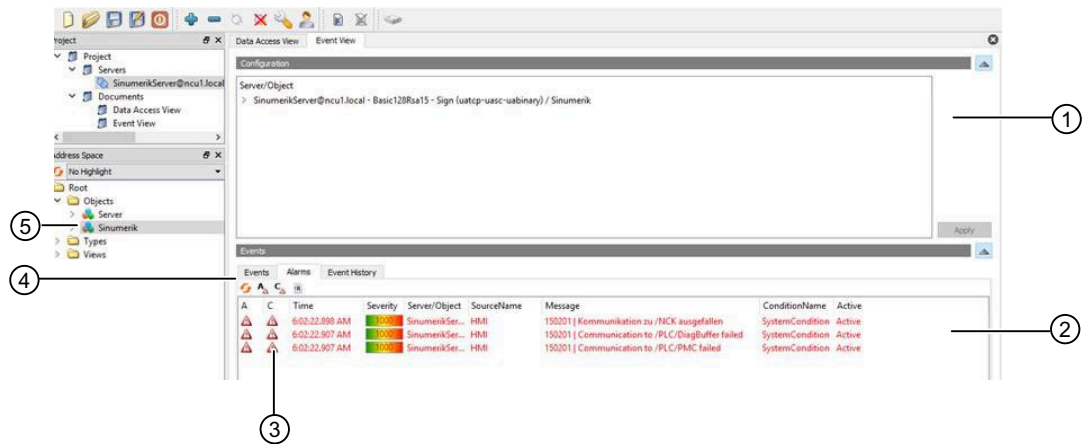 roject
Data Access View
Event View
Project
Servers
SinumerikServer@ncu1.local
Documents
Data Access View
Event View
Configuration
Server/Object
SinumerikServer@ncu1.local - Basic128Rsa15 - Sign (uatcp-uasc-uabinary) / Sinumerik
1
ddress Space
No Highlight
Root
Objects
Server
Sinumerik
Types
Views
5
Apply
Events
4
Events Alarms Event History
A C Time Severity Server/Object SourceName Message ConditionName Active
6:02:22.898 AM 1000 SinumerikSer... HMI 150201 | Kommunikation zu /NCK ausgefallen SystemCondition Active
6:02:22.907 AM 1000 SinumerikSer... HMI 150201 | Communication to /PLC/DiagBuffer failed SystemCondition Active
6:02:22.907 AM 1000 SinumerikSer... HMI 150201 | Communication to /PLC/PMC failed SystemCondition Active
2
3